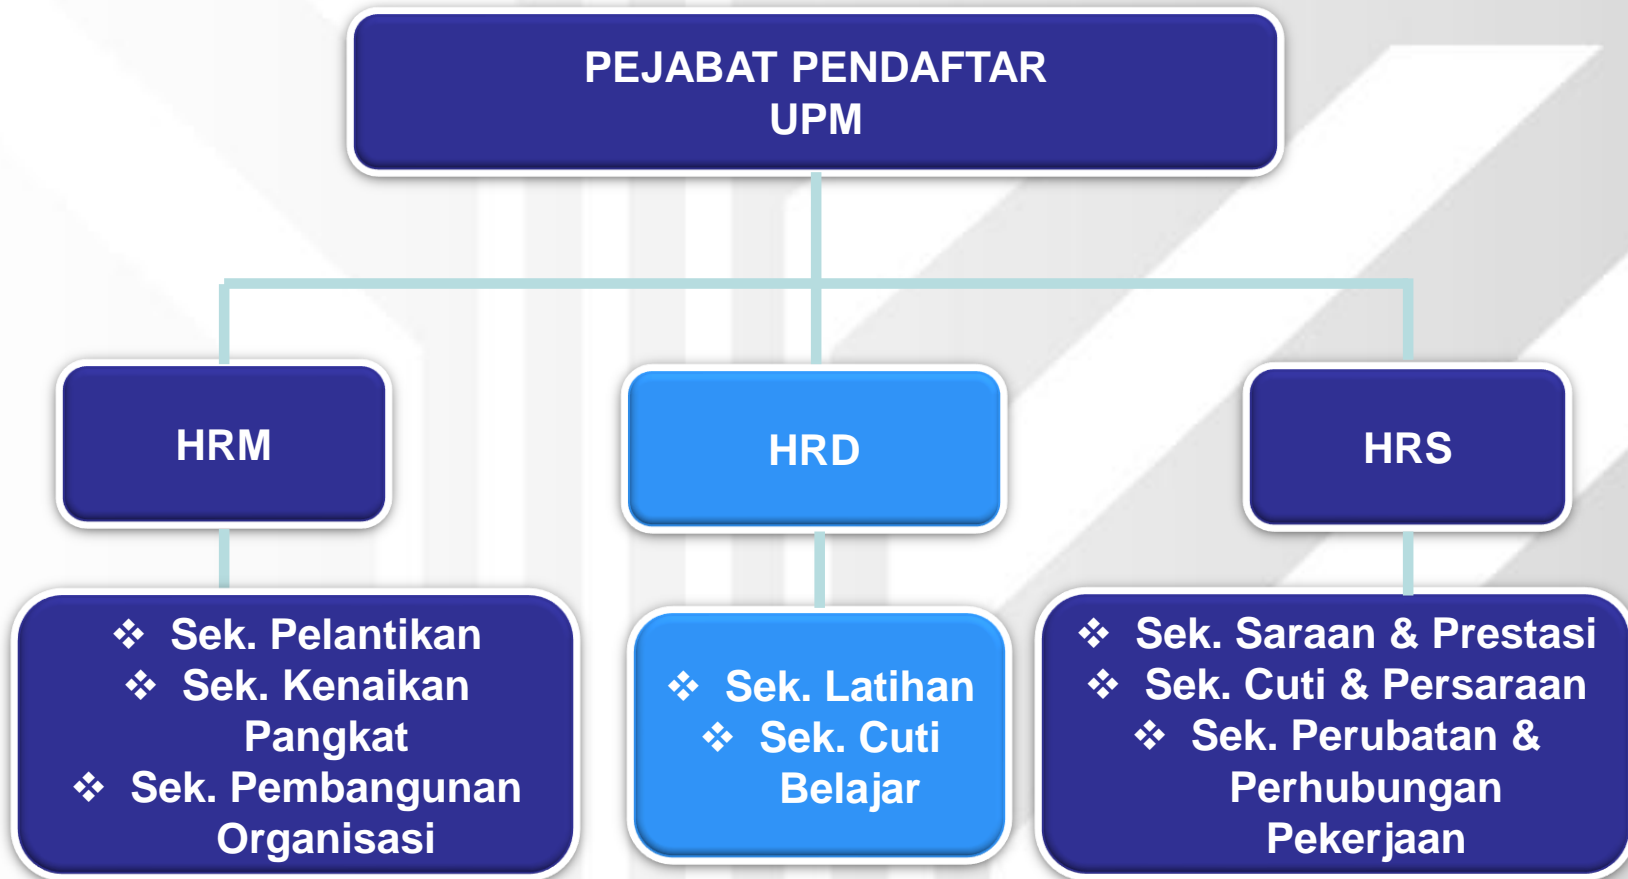 PEJABAT PENDAFTAR
UPM
HRM
HRD
HRS
❖ Sek. Pelantikan
❖ Sek. Kenaikan
Pangkat
❖ Sek. Pembangunan
Organisasi
❖ Sek. Latihan
❖ Sek. Cuti
Belajar
❖ Sek. Saraan & Prestasi
❖ Sek. Cuti & Persaraan
❖ Sek. Perubatan &
Perhubungan
Pekerjaan